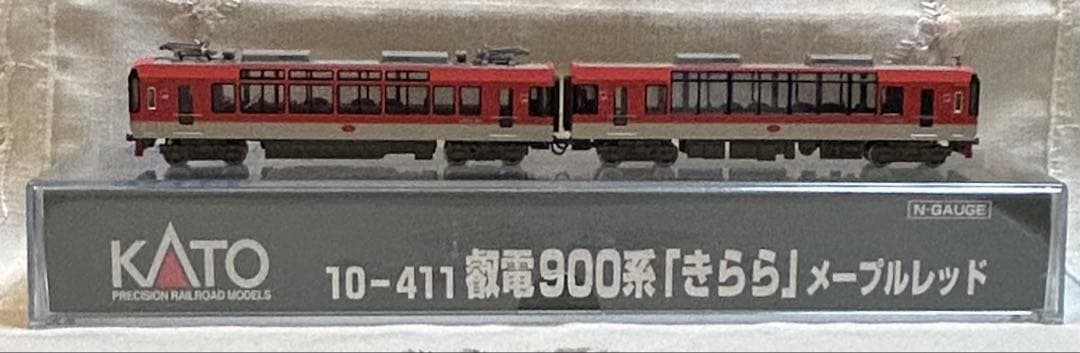 N-GAUGE
KATO
PRECISION RAILROAD MODELS
10-411 叡電900系「きらら」メープルレッド